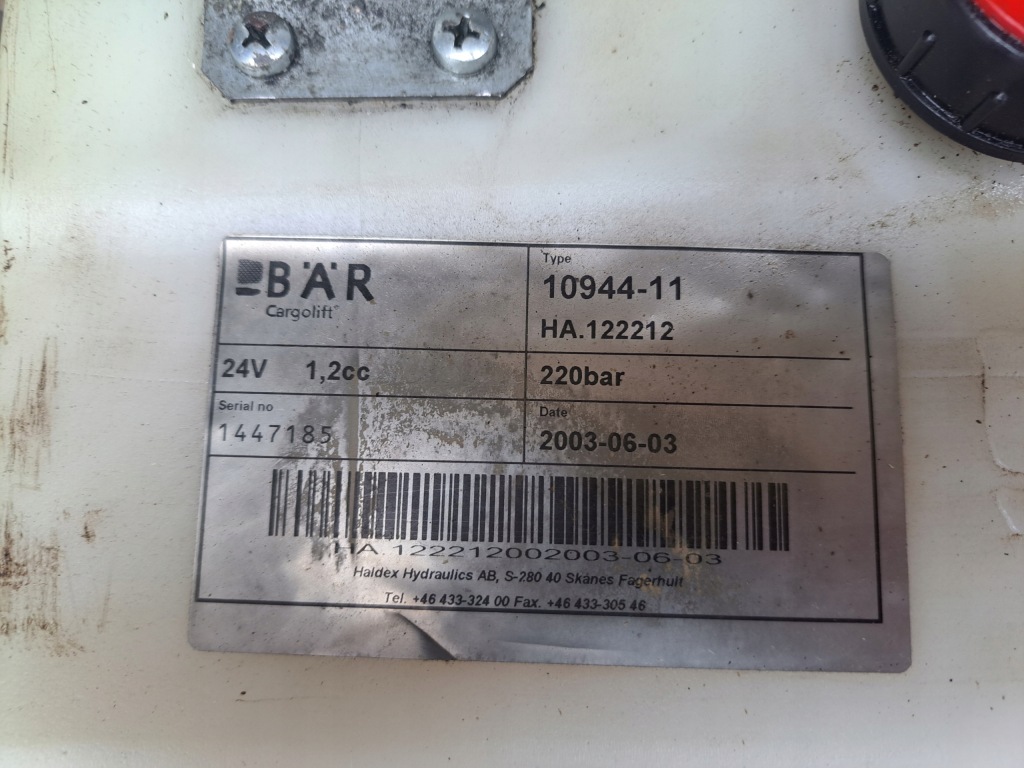 BÄR
Cargolift
Type
10944-11
HA.122212
24V 1,2cc
220bar
Serial no
1447185
Date
2003-06-03
HA.122212002003-06-03
Haldex Hydraulics AB, S-280 40 Skånes Fagerhult
Tel. +46 433-324 00 Fax. +46 433-305 46